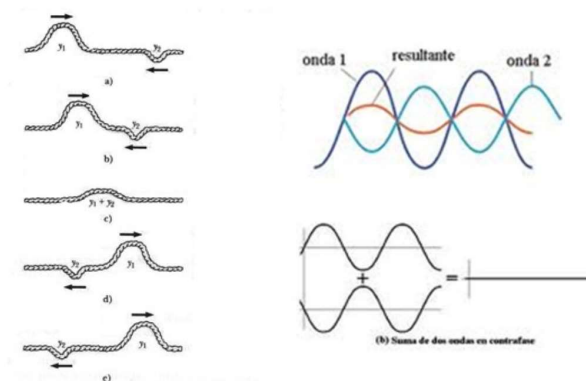 y₁ y₂
a)
y₁ y₂
b)
y₁ + y₂
c)
y₂ y₁
d)
y₂ y₁
e)
onda 1
resultante
onda 2
+ =
(b) Suma de dos ondas en contrafase